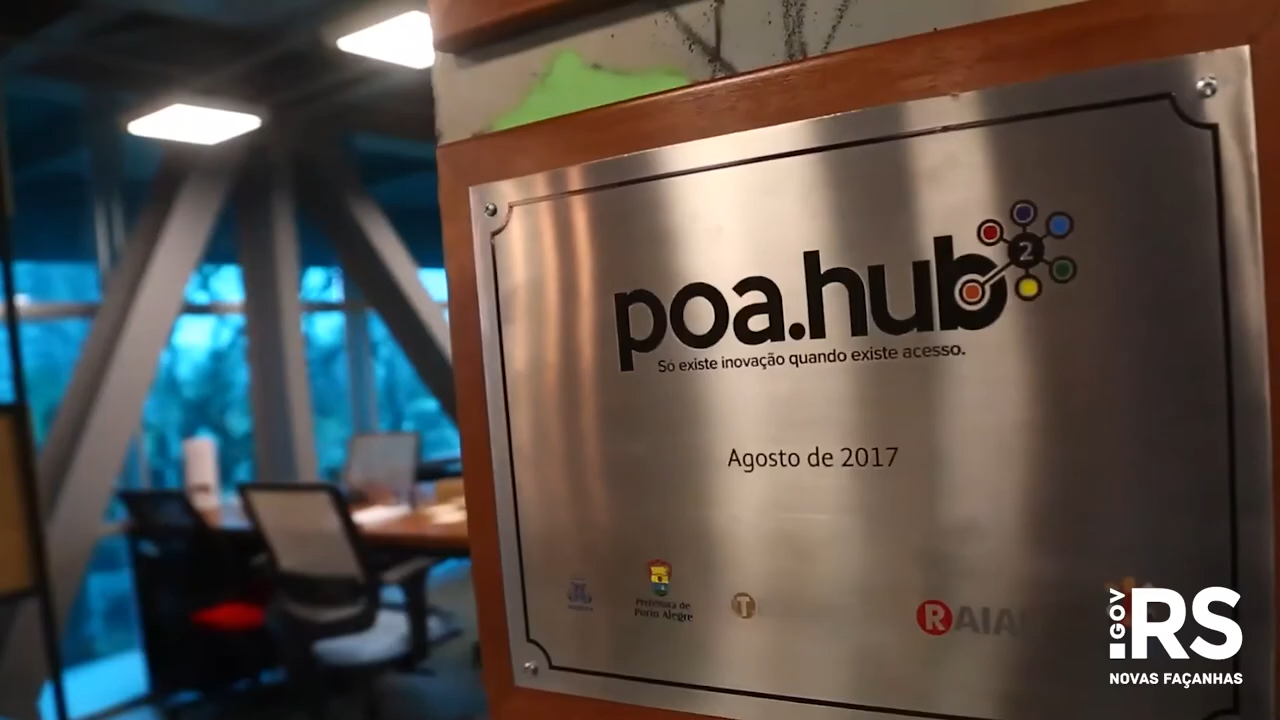 poa.hub
2
Só existe inovação quando existe acesso.
Agosto de 2017
Prefeitura de
Porto Alegre
T
RAIA
.GOV
RS
NOVAS FAÇANHAS